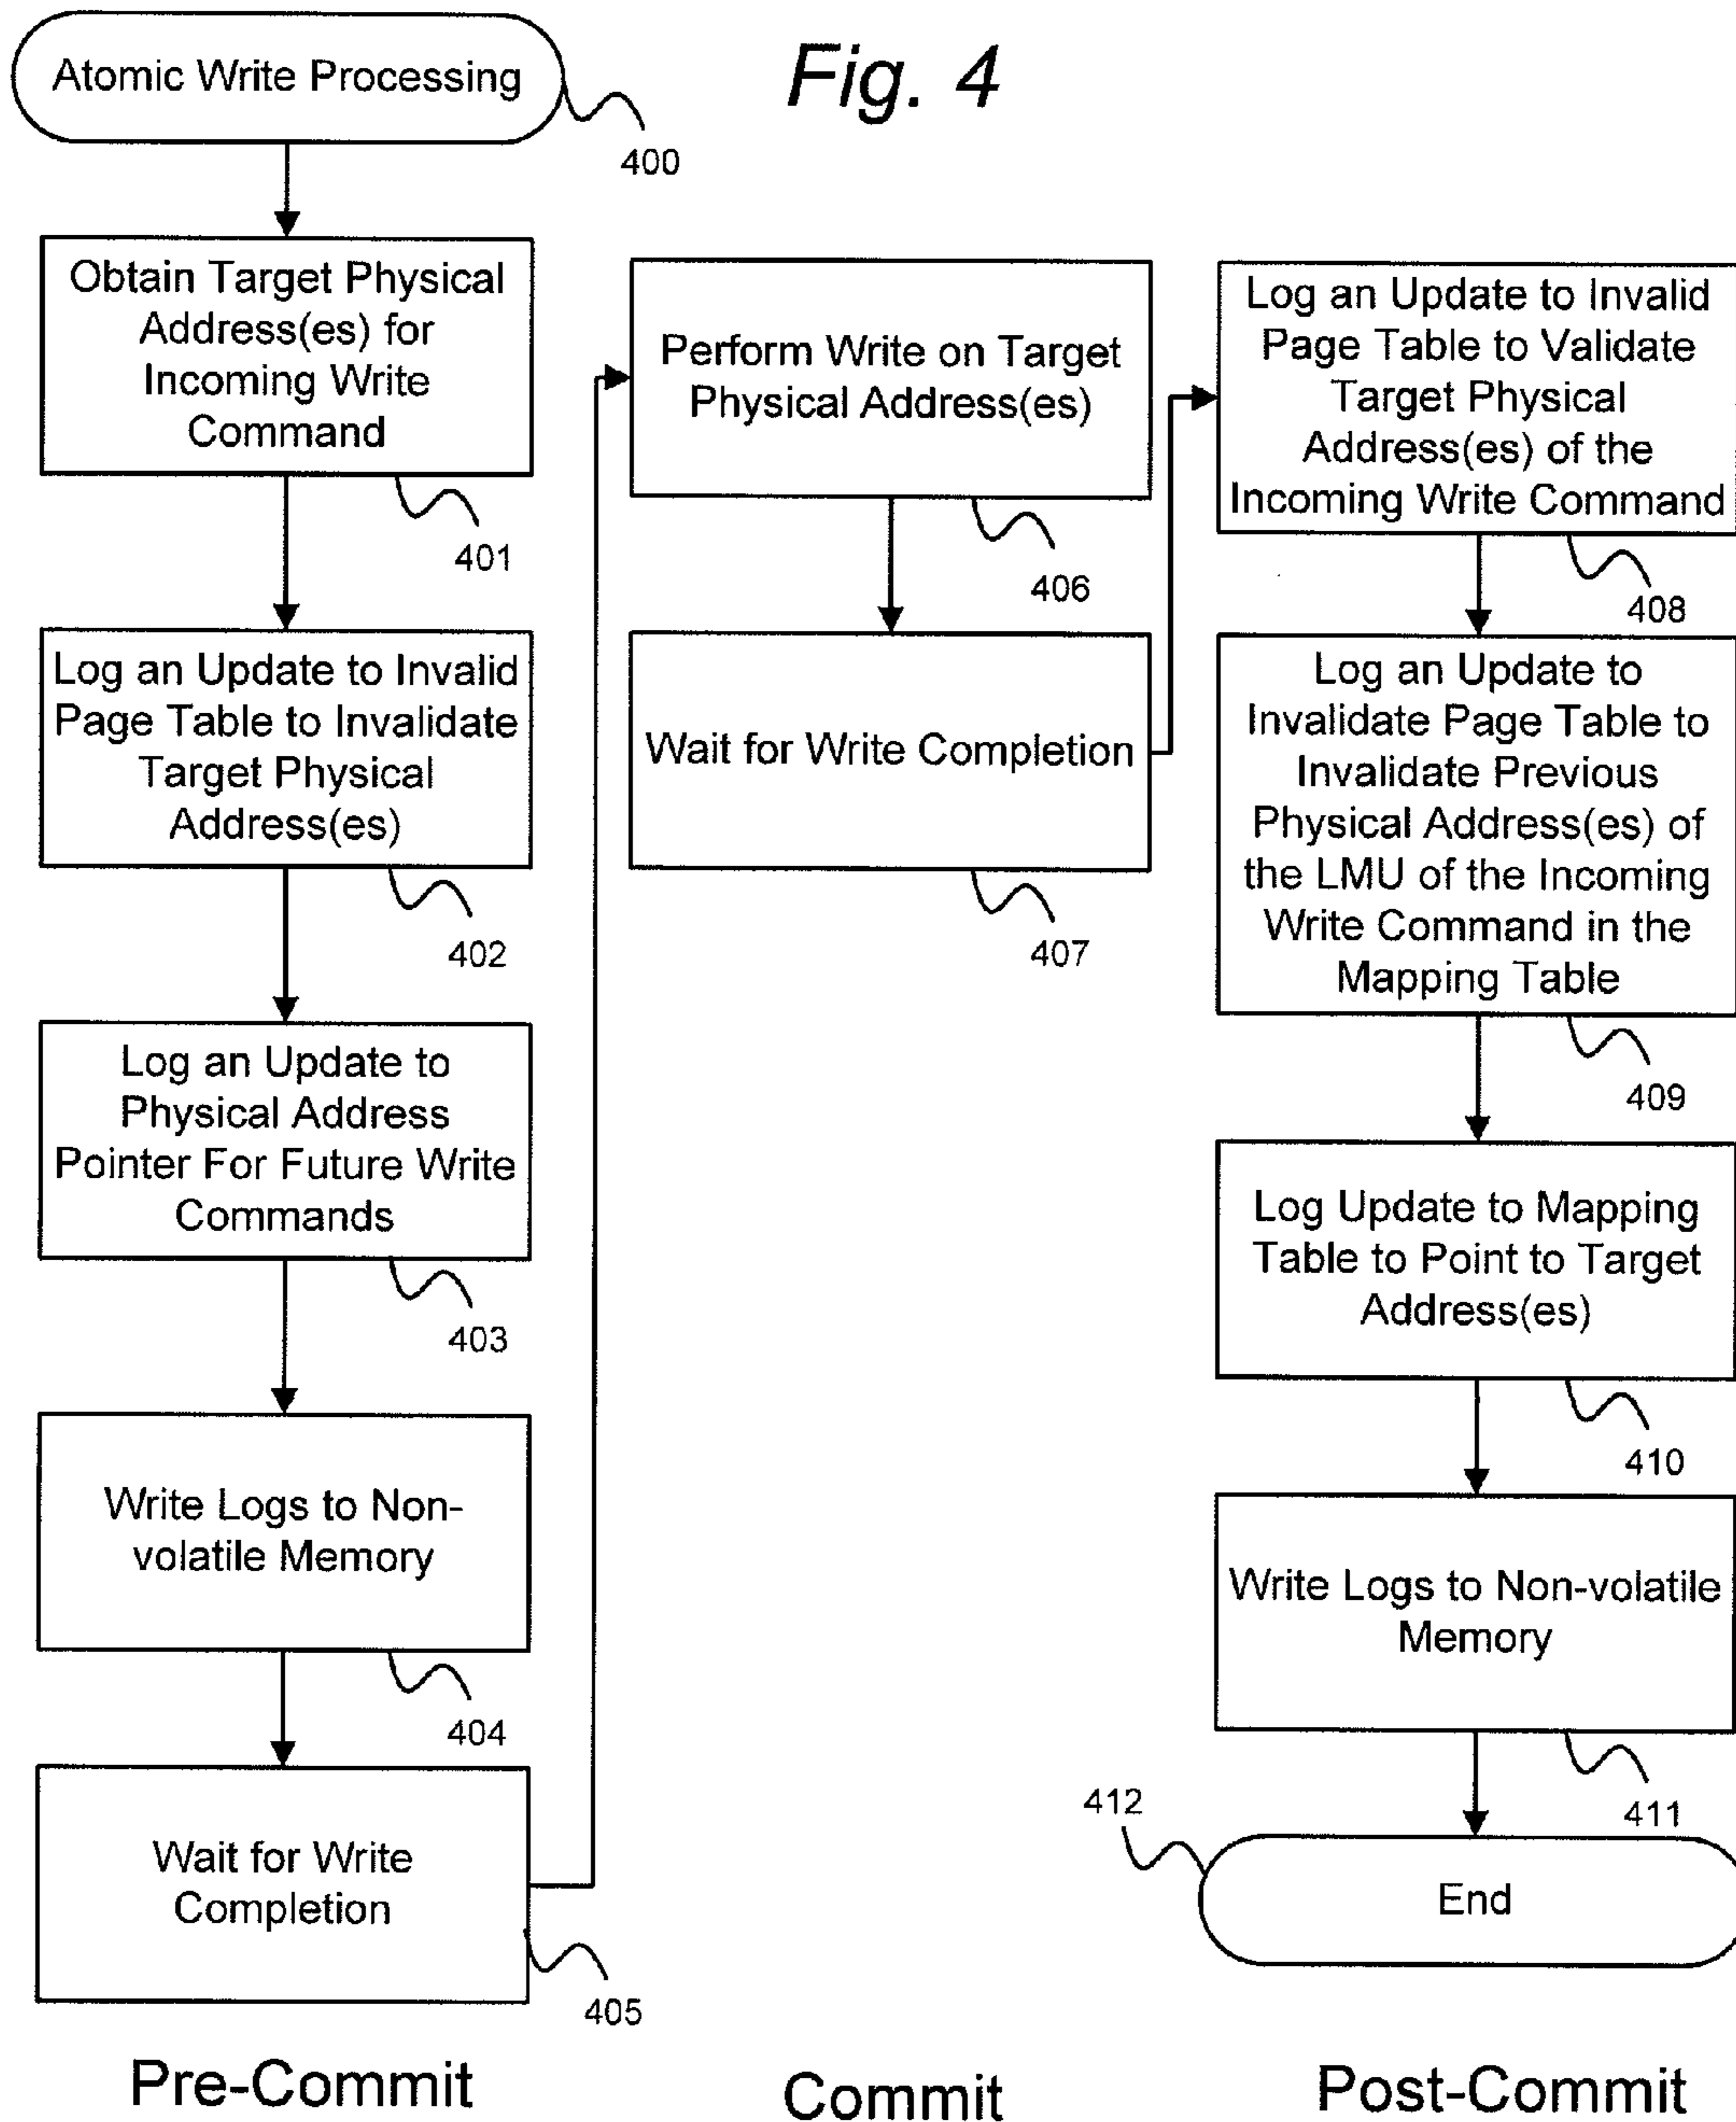 Fig. 4
Atomic Write Processing
400
Obtain Target Physical
Address(es) for
Incoming Write
Command
401
Log an Update to Invalid
Page Table to Invalidate
Target Physical
Address(es)
402
Log an Update to
Physical Address
Pointer For Future Write
Commands
403
Write Logs to Non-
volatile Memory
404
Wait for Write
Completion
405
Pre-Commit
Perform Write on Target
Physical Address(es)
406
Wait for Write Completion
407
Commit
Log an Update to Invalid
Page Table to Validate
Target Physical
Address(es) of the
Incoming Write Command
408
Log an Update to
Invalidate Page Table to
Invalidate Previous
Physical Address(es) of
the LMU of the Incoming
Write Command in the
Mapping Table
409
Log Update to Mapping
Table to Point to Target
Address(es)
410
Write Logs to Non-volatile
Memory
411
412
End
Post-Commit